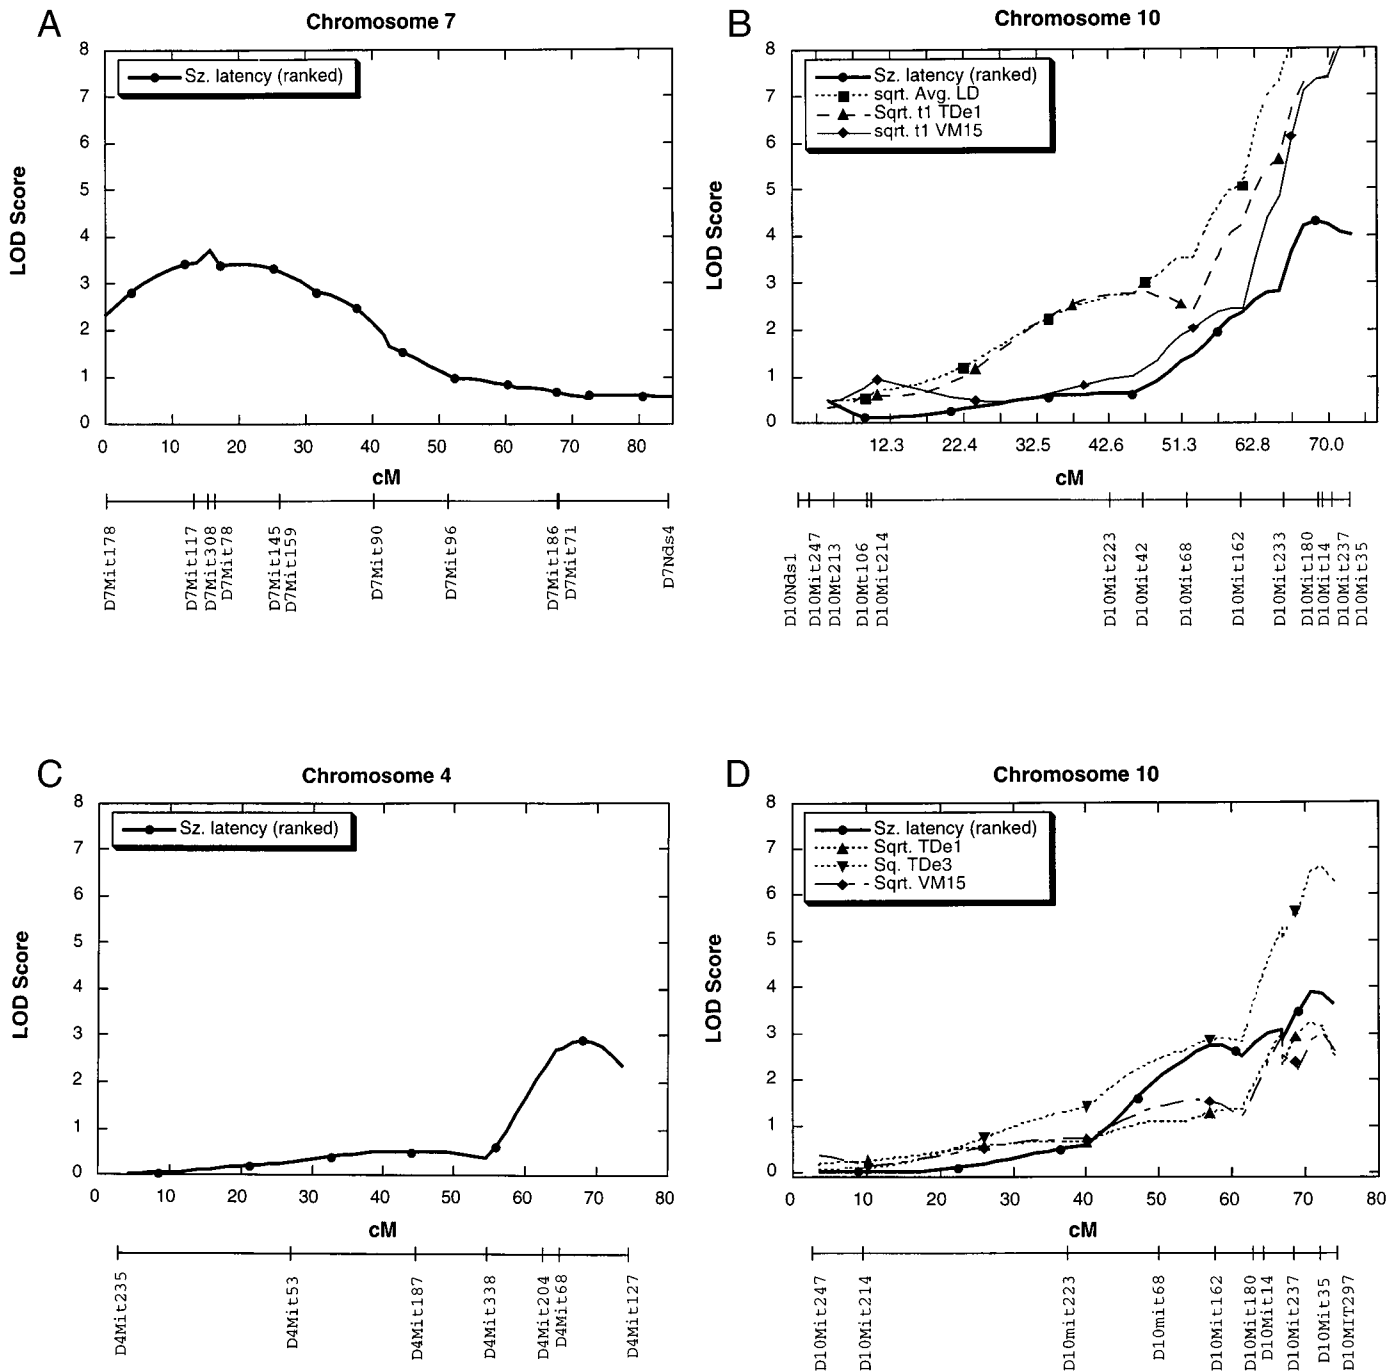 A
Chromosome 7
Sz. latency (ranked)
LOD Score
8
7
6
5
4
3
2
1
0
0 10 20 30 40 50 60 70 80
cM
D7Mit178
D7Mit117
D7Mit308
D7Mit78
D7Mit145
D7Mit159
D7Mit90
D7Mit96
D7Mit186
D7Mit71
D7Nds4
B
Chromosome 10
Sz. latency (ranked)
sqrt. Avg. LD
Sqrt. t1 TDe1
sqrt. t1 VM15
LOD Score
8
7
6
5
4
3
2
1
0
12.3 22.4 32.5 42.6 51.3 62.8 70.0
cM
D10Nds1
D10Mit247
D10Mt213
D10Mt106
D10Mit214
D10Mit223
D10Mit42
D10Mit68
D10Mit162
D10Mit233
D10Mit180
D10Mit14
D10Mit237
D10Mit35
C
Chromosome 4
Sz. latency (ranked)
LOD Score
8
7
6
5
4
3
2
1
0
0 10 20 30 40 50 60 70 80
cM
D4Mit235
D4Mit53
D4Mit187
D4Mit338
D4Mit204
D4Mit68
D4Mit127
D
Chromosome 10
Sz. latency (ranked)
Sqrt. TDe1
Sq. TDe3
Sqrt. VM15
LOD Score
8
7
6
5
4
3
2
1
0
0 10 20 30 40 50 60 70 80
cM
D10Mit247
D10Mit214
D10mit223
D10mit68
D10Mit162
D10Mit180
D10Mit14
D10Mit237
D10Mit35
D10MIT297